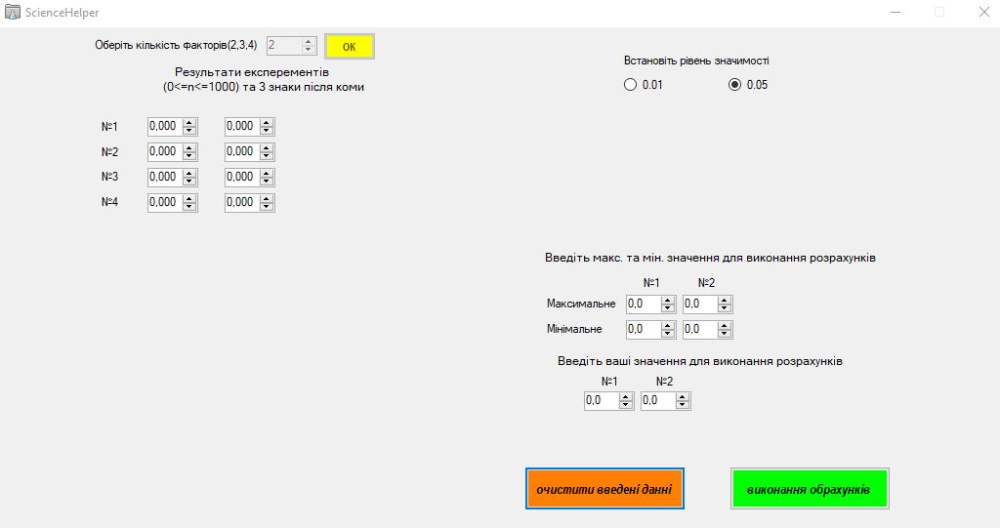 ScienceHelper
Оберіть кількість факторів(2,3,4) 2 ОК
Результати експерементів
(0<=n<=1000) та 3 знаки після коми
Встановіть рівень значимості
0.01 0.05
№1 0,000 0,000
№2 0,000 0,000
№3 0,000 0,000
№4 0,000 0,000
Введіть макс. та мін. значення для виконання розрахунків
№1 №2
Максимальне 0,0 0,0
Мінімальне 0,0 0,0
Введіть ваші значення для виконання розрахунків
№1 №2
0,0 0,0
очистити введені данні виконання обрахунків